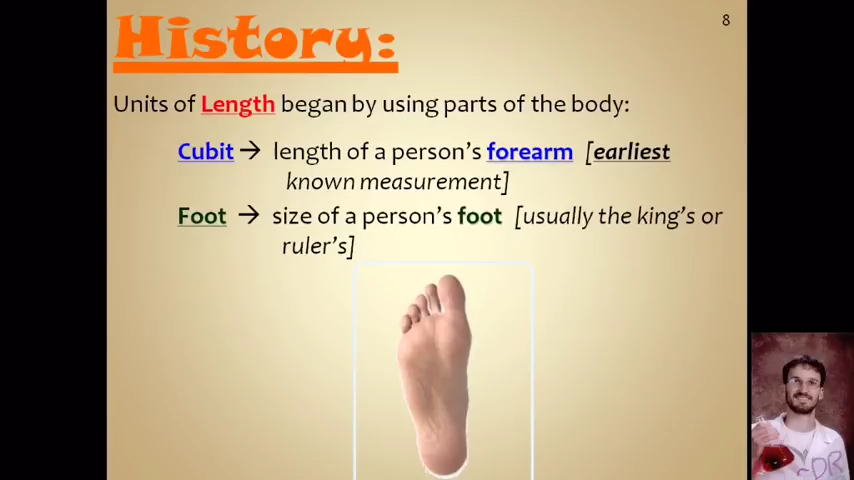 8
History:
Units of Length began by using parts of the body:
Cubit → length of a person's forearm [earliest
known measurement]
Foot → size of a person's foot [usually the king's or
ruler's]
~DR